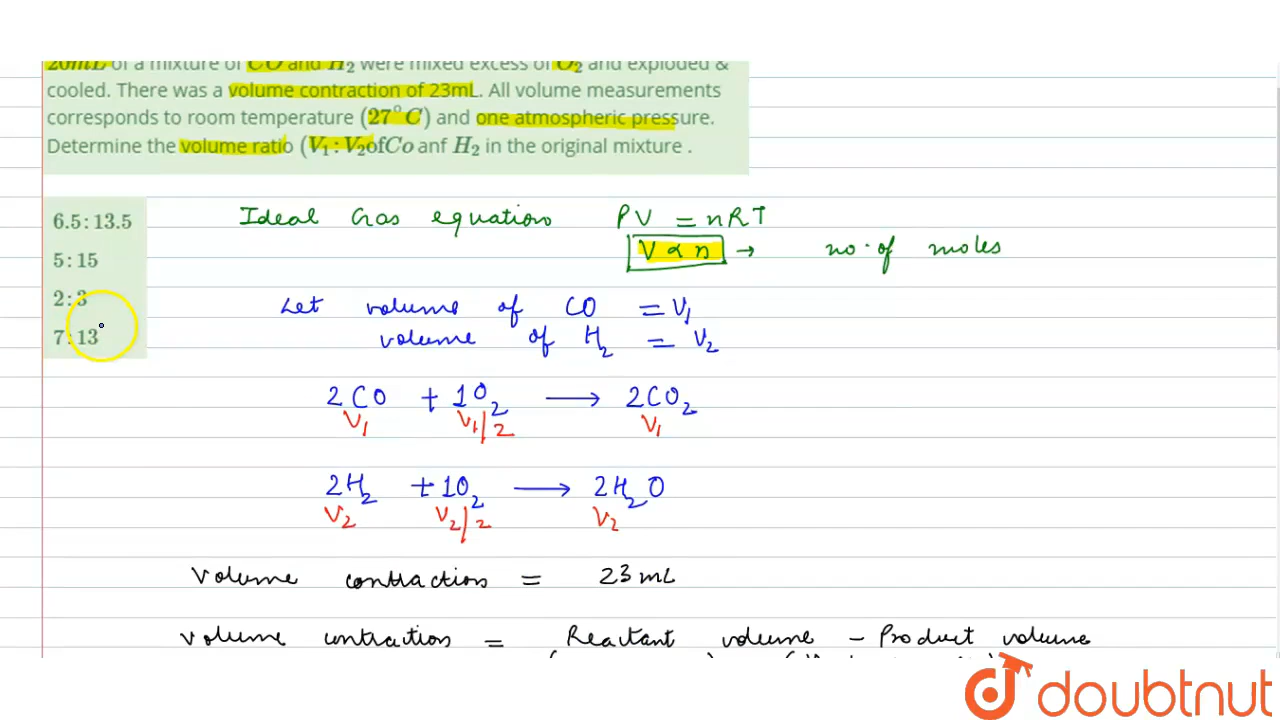 20mL of a mixture of CO and H2 were mixed excess of O2 and exploded &
cooled. There was a volume contraction of 23mL. All volume measurements
corresponds to room temperature (27°C) and one atmospheric pressure.
Determine the volume ratio (V1 : V2ofCo anf H2 in the original mixture .
6.5 : 13.5
5 : 15
2 : 3
7 : 13
Ideal Gas equation PV = nRT
V ∝ n → no. of moles
Let volume of CO = V1
volume of H2 = V2
2CO + 1O2 ⟶ 2CO2
V1 V1/2 V1
2H2 + 1O2 ⟶ 2H2O
V2 V2/2 V2
Volume contraction = 23 mL
Volume contraction = Reactant volume - Product volume
doubtnut